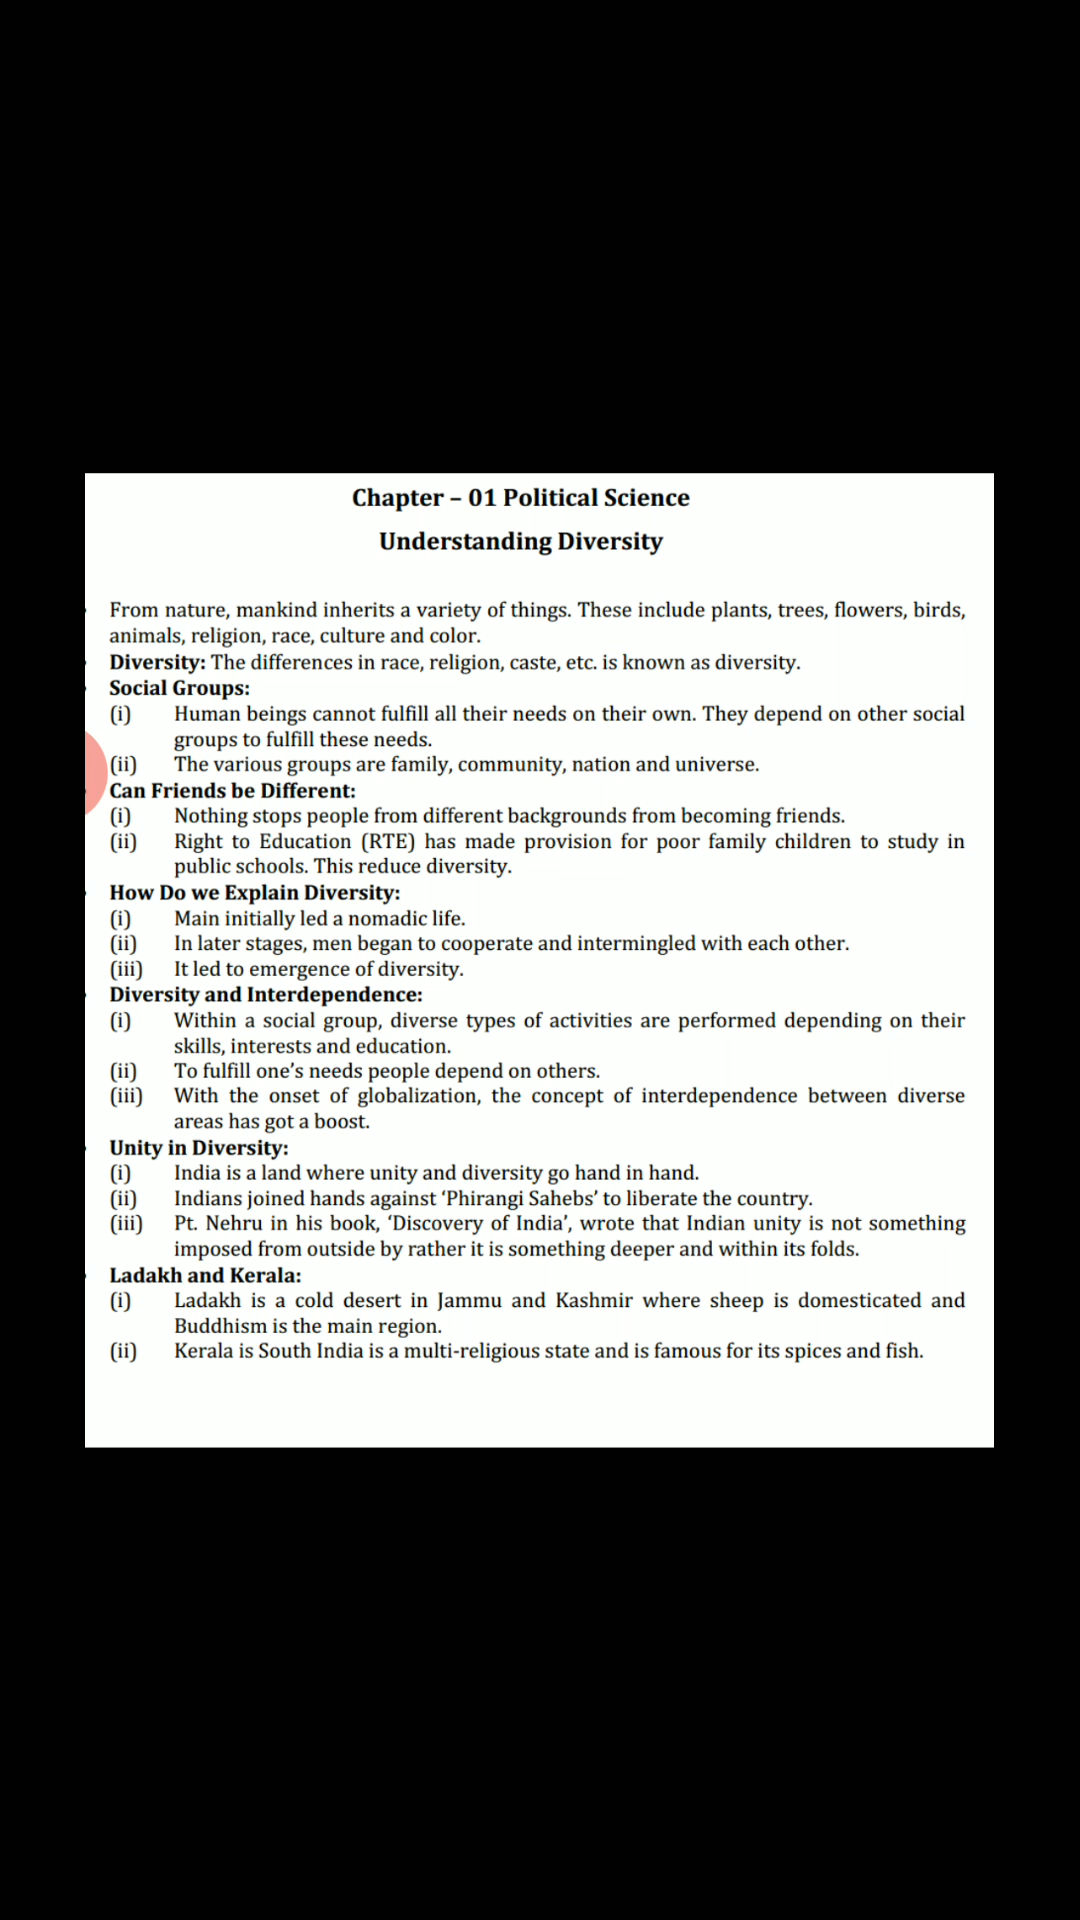 Chapter – 01 Political Science
Understanding Diversity
From nature, mankind inherits a variety of things. These include plants, trees, flowers, birds,
animals, religion, race, culture and color.
Diversity: The differences in race, religion, caste, etc. is known as diversity.
Social Groups:
(i) Human beings cannot fulfill all their needs on their own. They depend on other social
groups to fulfill these needs.
(ii) The various groups are family, community, nation and universe.
Can Friends be Different:
(i) Nothing stops people from different backgrounds from becoming friends.
(ii) Right to Education (RTE) has made provision for poor family children to study in
public schools. This reduce diversity.
How Do we Explain Diversity:
(i) Main initially led a nomadic life.
(ii) In later stages, men began to cooperate and intermingled with each other.
(iii) It led to emergence of diversity.
Diversity and Interdependence:
(i) Within a social group, diverse types of activities are performed depending on their
skills, interests and education.
(ii) To fulfill one’s needs people depend on others.
(iii) With the onset of globalization, the concept of interdependence between diverse
areas has got a boost.
Unity in Diversity:
(i) India is a land where unity and diversity go hand in hand.
(ii) Indians joined hands against ‘Phirangi Sahebs’ to liberate the country.
(iii) Pt. Nehru in his book, ‘Discovery of India’, wrote that Indian unity is not something
imposed from outside by rather it is something deeper and within its folds.
Ladakh and Kerala:
(i) Ladakh is a cold desert in Jammu and Kashmir where sheep is domesticated and
Buddhism is the main region.
(ii) Kerala is South India is a multi-religious state and is famous for its spices and fish.